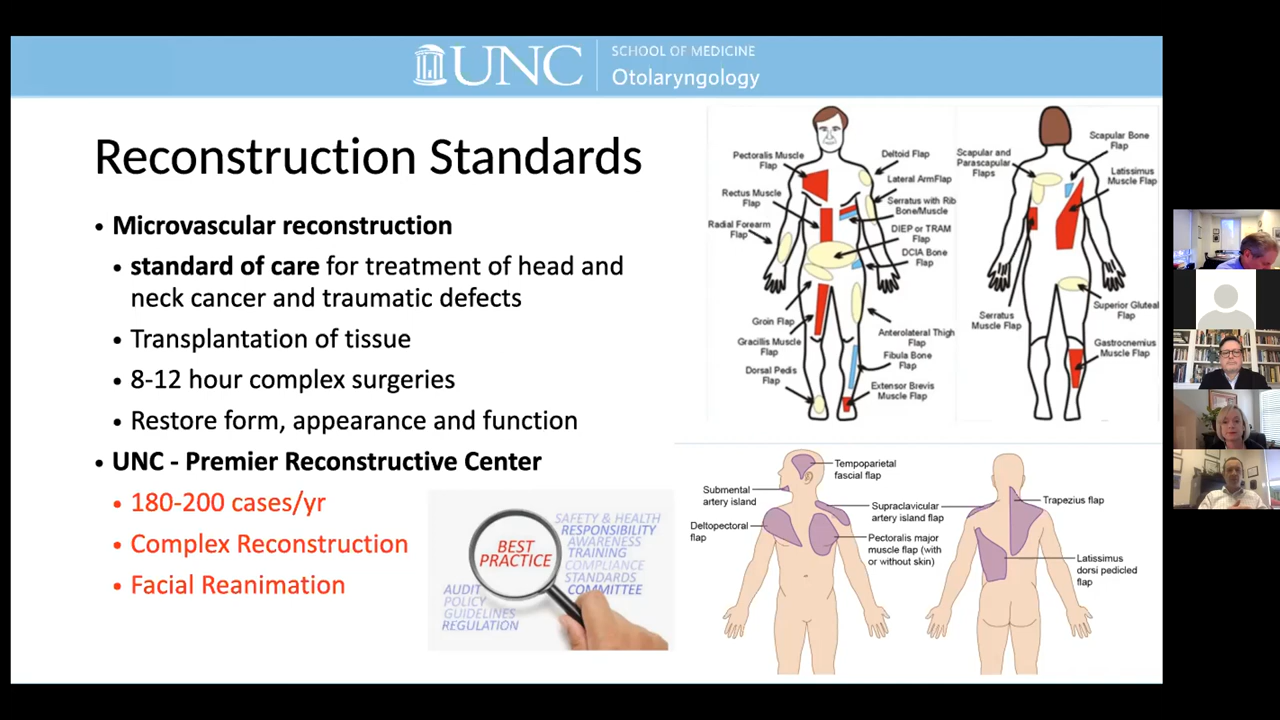 UNC
SCHOOL OF MEDICINE
Otolaryngology
Reconstruction Standards
• Microvascular reconstruction
• standard of care for treatment of head and
neck cancer and traumatic defects
• Transplantation of tissue
• 8-12 hour complex surgeries
• Restore form, appearance and function
• UNC - Premier Reconstructive Center
• 180-200 cases/yr
• Complex Reconstruction
• Facial Reanimation
BEST
PRACTICE
SAFETY & HEALTH
RESPONSIBILITY
AWARENESS
TRAINING
COMPLIANCE
STANDARDS
COMMITTEE
AUDIT
POLICY
GUIDELINES
REGULATION
Pectoralis Muscle
Flap
Rectus Muscle
Flap
Radial Forearm
Flap
Groin Flap
Gracillis Muscle
Flap
Dorsal Pedis
Flap
Deltoid Flap
Lateral ArmFlap
Serratus with Rib
Bone/Muscle
DIEP or TRAM
Flap
DCIA Bone
Flap
Anterolateral Thigh
Flap
Fibula Bone
Flap
Extensor Brevis
Muscle Flap
Scapular and
Parascapular
Flaps
Scapular Bone
Flap
Latissimus
Muscle Flap
Serratus
Muscle Flap
Superior Gluteal
Flap
Gastrocnemius
Muscle Flap
Tempoparietal
fascial flap
Submental
artery island
Deltopectoral
flap
Supraclavicular
artery island flap
Pectoralis major
muscle flap (with
or without skin)
Trapezius flap
Latissimus
dorsi pedicled
flap